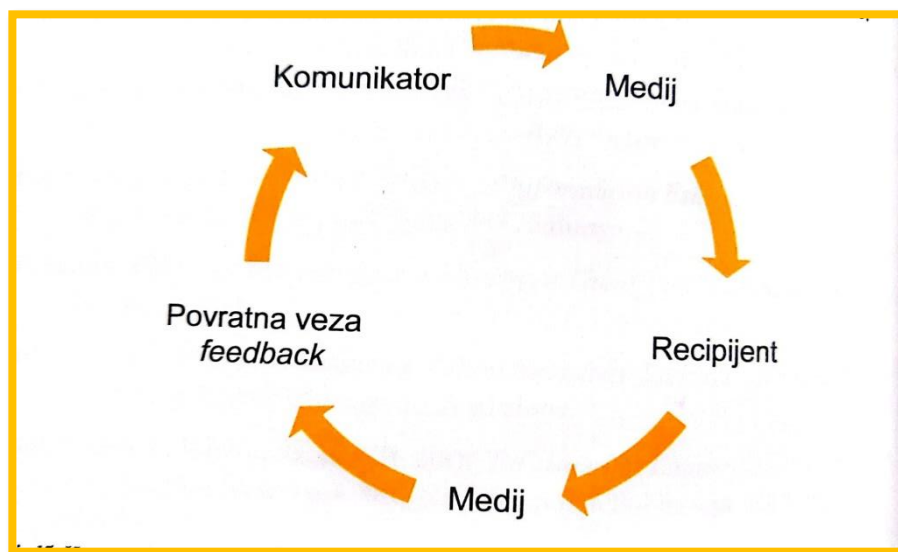 Komunikator
Medij
Recipijent
Medij
Povratna veza
feedback